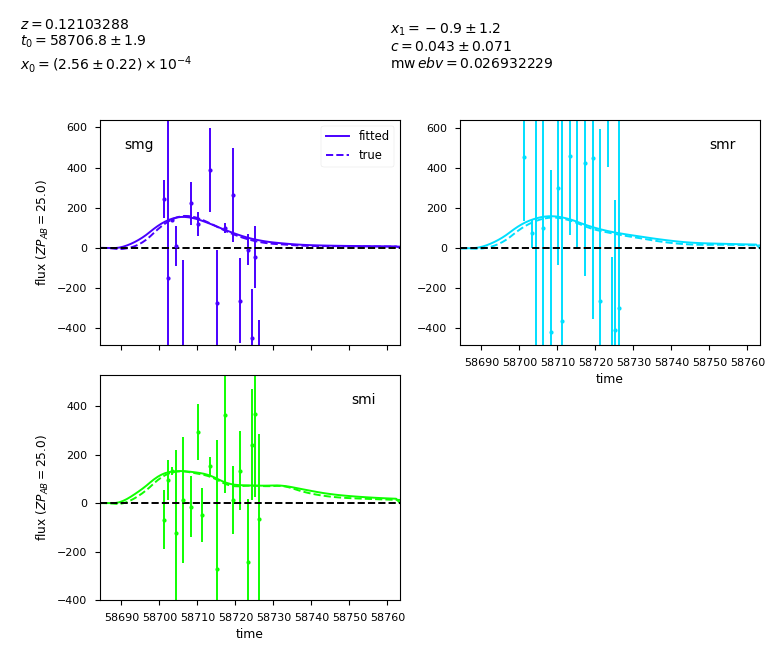 z = 0.12103288
t₀ = 58706.8 ± 1.9
x₀ = (2.56 ± 0.22) × 10⁻⁴
x₁ = −0.9 ± 1.2
c = 0.043 ± 0.071
mw ebv = 0.026932229
smg
fitted
true
600
400
200
0
−200
−400
flux (ZP_AB = 25.0)
smr
600
400
200
0
−200
−400
58690 58700 58710 58720 58730 58740 58750 58760
time
smi
400
200
0
−200
−400
flux (ZP_AB = 25.0)
58690 58700 58710 58720 58730 58740 58750 58760
time